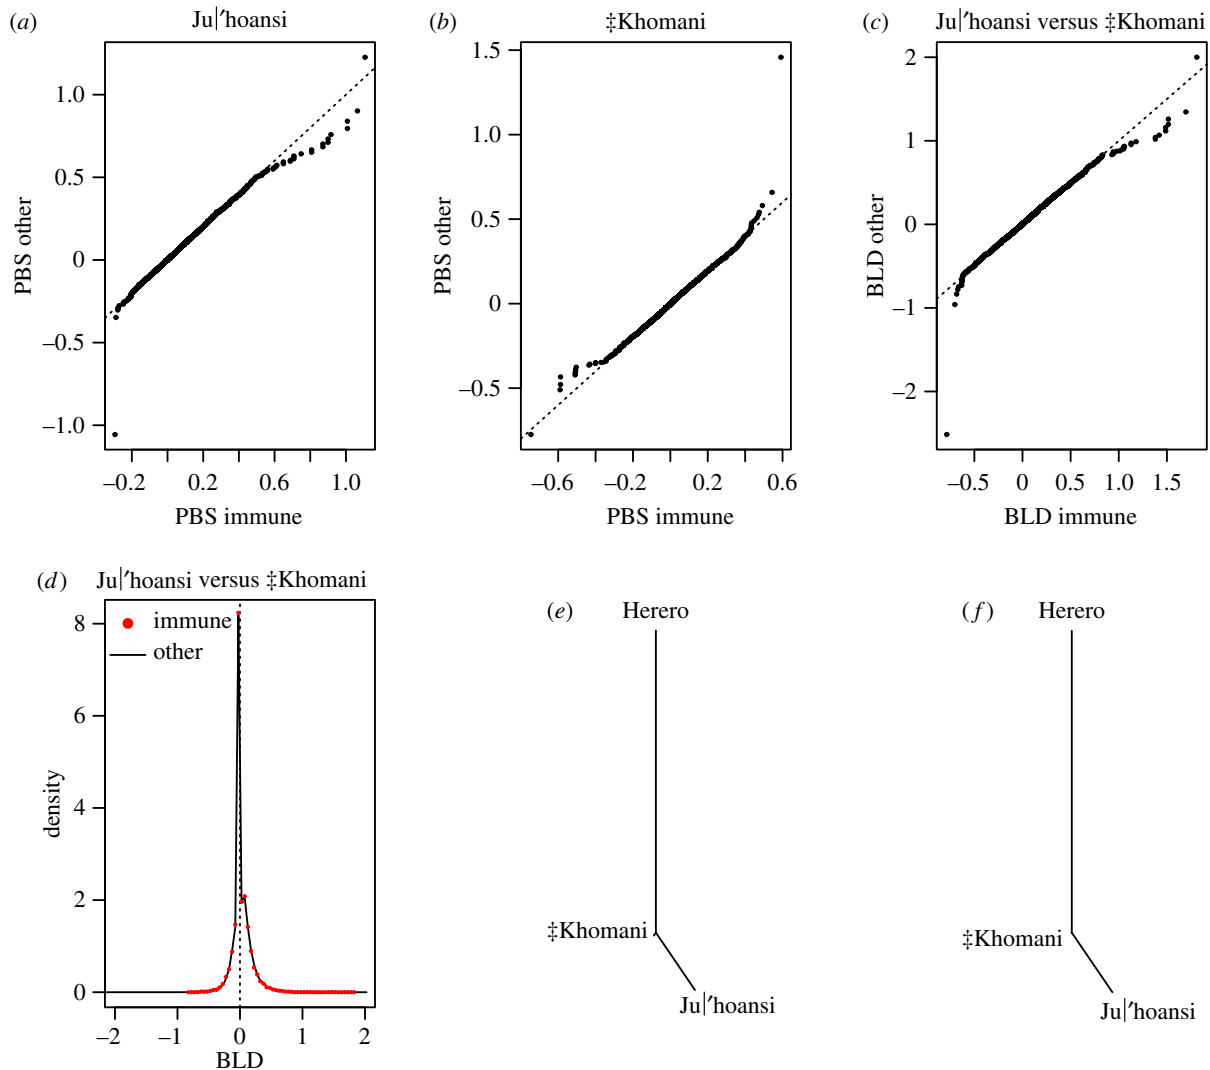 (a) Ju|′hoansi
PBS other
1.0
0.5
0
−0.5
−1.0
−0.2 0.2 0.6 1.0
PBS immune
(b) ‡Khomani
PBS other
1.5
1.0
0.5
0
−0.5
−0.6 −0.2 0.2 0.6
PBS immune
(c) Ju|′hoansi versus ‡Khomani
BLD other
2
1
0
−1
−2
−0.5 0 0.5 1.0 1.5
BLD immune
(d) Ju|′hoansi versus ‡Khomani
immune
other
density
8
6
4
2
0
−2 −1 0 1 2
BLD
(e) Herero
‡Khomani
Ju|′hoansi
(f) Herero
‡Khomani
Ju|′hoansi